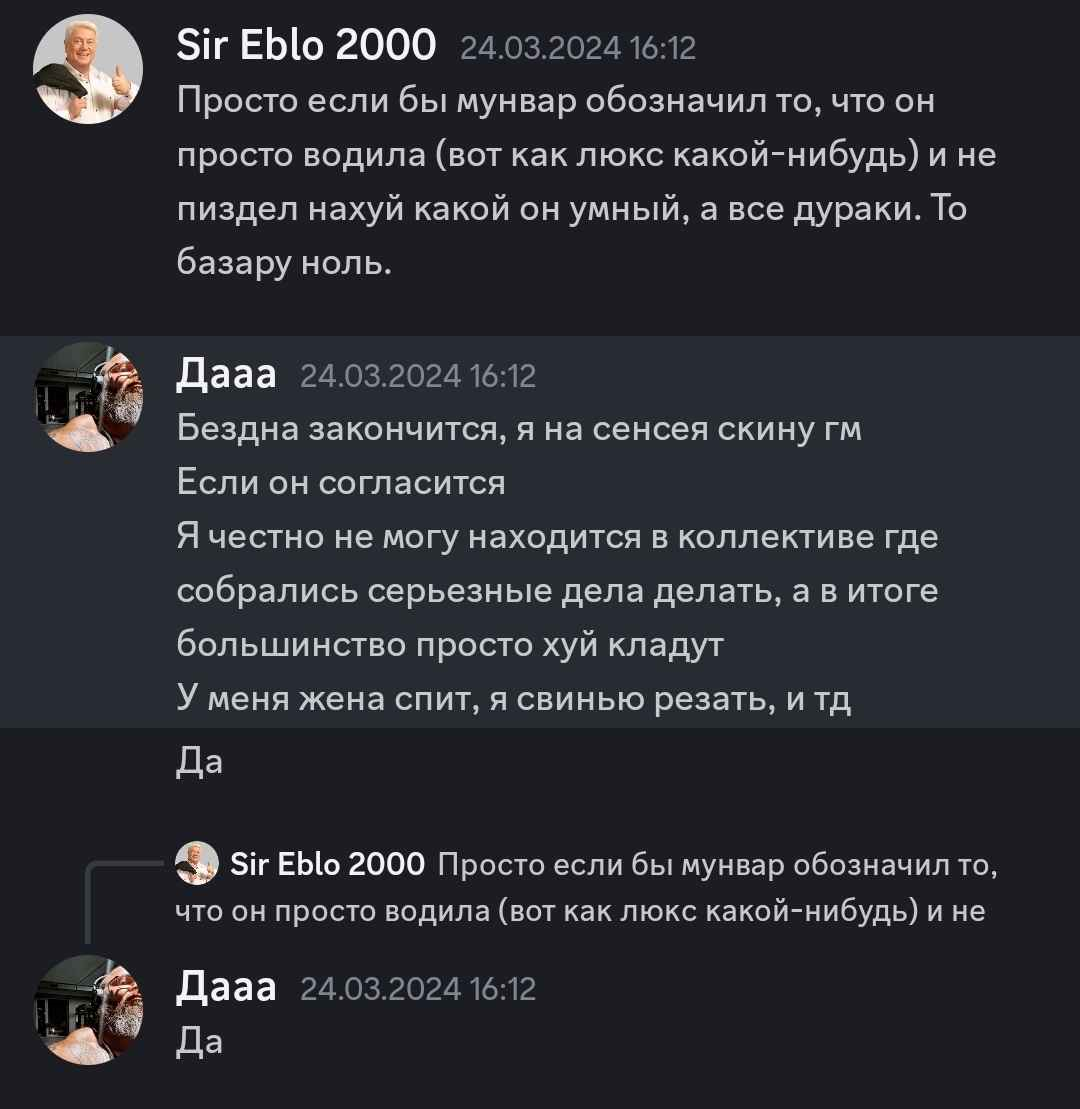 Sir Eblo 2000 24.03.2024 16:12
Просто если бы мунвар обозначил то, что он
просто водила (вот как люкс какой-нибудь) и не
пиздел нахуй какой он умный, а все дураки. То
базару ноль.
Дааа 24.03.2024 16:12
Бездна закончится, я на сенсея скину гм
Если он согласится
Я честно не могу находится в коллективе где
собрались серьезные дела делать, а в итоге
большинство просто хуй кладут
У меня жена спит, я свинью резать, и тд
Да
Sir Eblo 2000 Просто если бы мунвар обозначил то,
что он просто водила (вот как люкс какой-нибудь) и не
Дааа 24.03.2024 16:12
Да